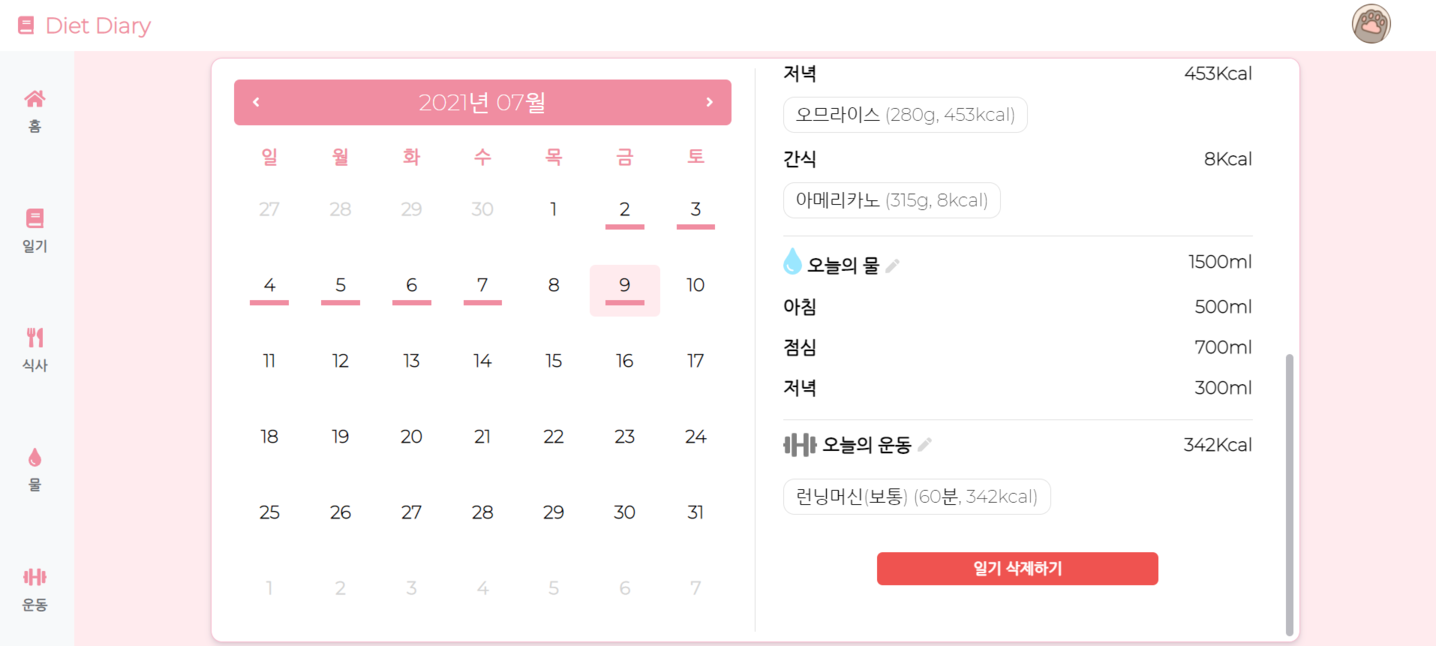 Diet Diary
홈
일기
식사
물
운동
2021년 07월
일 월 화 수 목 금 토
27 28 29 30 1 2 3
4 5 6 7 8 9 10
11 12 13 14 15 16 17
18 19 20 21 22 23 24
25 26 27 28 29 30 31
1 2 3 4 5 6 7
저녁 453Kcal
오므라이스 (280g, 453kcal)
간식 8Kcal
아메리카노 (315g, 8kcal)
오늘의 물 1500ml
아침 500ml
점심 700ml
저녁 300ml
오늘의 운동 342Kcal
런닝머신(보통) (60분, 342kcal)
일기 삭제하기